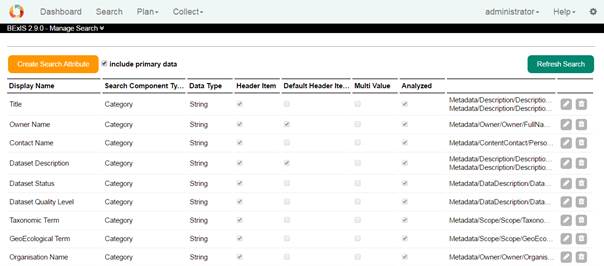 Dashboard Search Plan Collect administrator Help
BExIS 2.9.0 - Manage Search
Create Search Attribute include primary data Refresh Search
Display Name Search Component Ty... Data Type Header Item Default Header Ite... Multi Value Analyzed
Title Category String Metadata/Description/Descriptio...
Metadata/Description/Descriptio...
Owner Name Category String Metadata/Owner/Owner/FullNa...
Contact Name Category String Metadata/ContentContact/Perso...
Dataset Description Category String Metadata/Description/Descriptio...
Metadata/Description/Descriptio...
Dataset Status Category String Metadata/DataDescription/Data...
Dataset Quality Level Category String Metadata/DataDescription/Data...
Taxonomic Term Category String Metadata/Scope/Scope/Taxono...
GeoEcological Term Category String Metadata/Scope/Scope/GeoEco...
Organisation Name Category String Metadata/Owner/Owner/Organis...